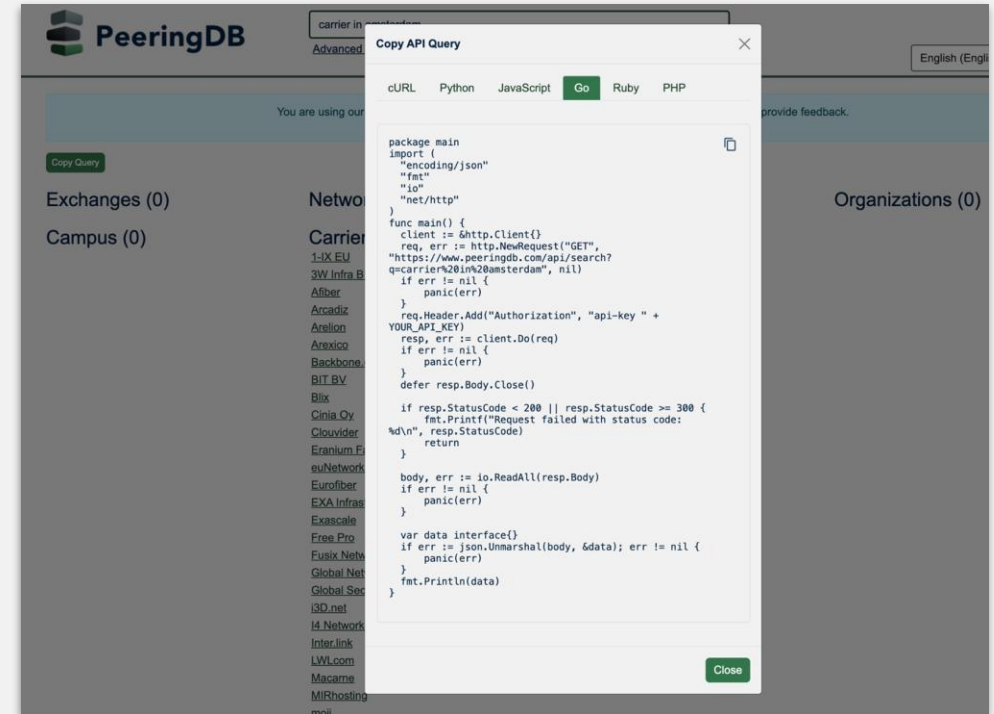 PeeringDB
carrier in
Advanced
English (Engli
Copy API Query
cURL Python JavaScript Go Ruby PHP
You are using our
provide feedback.
Copy Query
Exchanges (0)
Networ
Organizations (0)
Campus (0)
Carrier
1-IX EU
3W Infra B
Afiber
Arcadiz
Arelion
Arexico
Backbone.
BIT BV
Blix
Cinia Oy
Clouvider
Eranium Fa
euNetwork
Eurofiber
EXA Infras
Exascale
Free Pro
Fusix Netw
Global Net
Global Sec
i3D.net
I4 Network
Inter.link
LWLcom
Macarne
MIRhosting
package main
import (
"encoding/json"
"fmt"
"io"
"net/http"
)
func main() {
client := &http.Client{}
req, err := http.NewRequest("GET",
"https://www.peeringdb.com/api/search?
q=carrier%20in%20amsterdam", nil)
if err != nil {
panic(err)
}
req.Header.Add("Authorization", "api-key " +
YOUR_API_KEY)
resp, err := client.Do(req)
if err != nil {
panic(err)
}
defer resp.Body.Close()
if resp.StatusCode < 200 || resp.StatusCode >= 300 {
fmt.Printf("Request failed with status code:
%d\n", resp.StatusCode)
return
}
body, err := io.ReadAll(resp.Body)
if err != nil {
panic(err)
}
var data interface{}
if err := json.Unmarshal(body, &data); err != nil {
panic(err)
}
fmt.Println(data)
}
Close